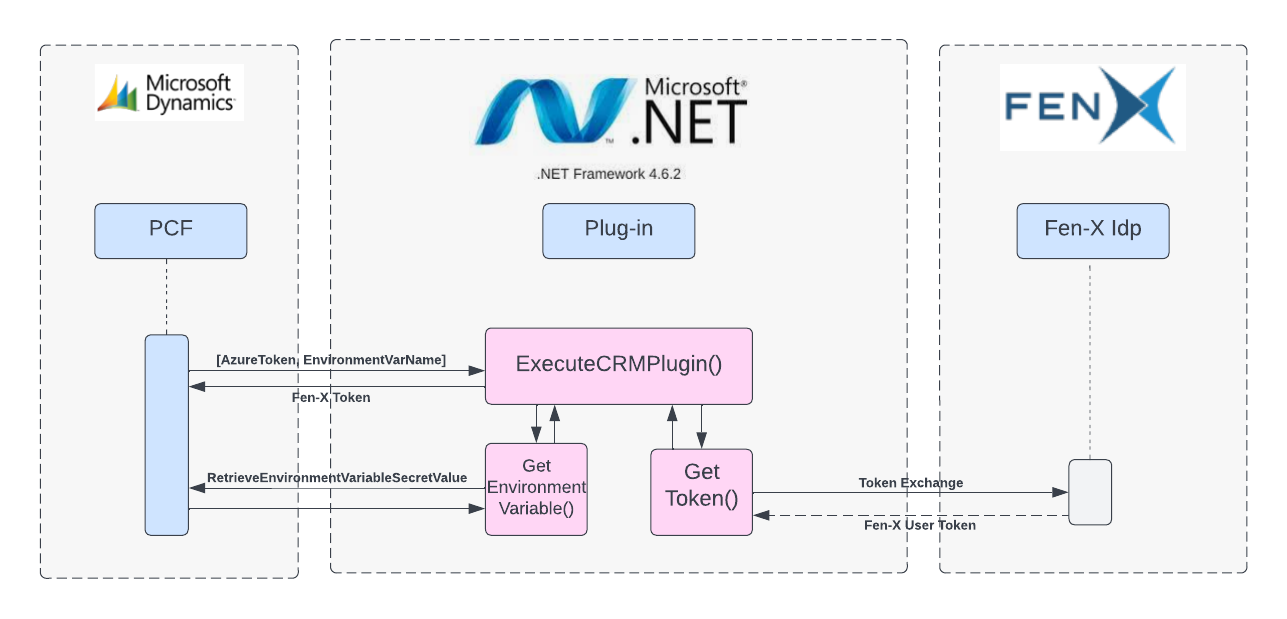 Microsoft
Dynamics
Microsoft®
.NET
™
.NET Framework 4.6.2
FEN X
PCF
Plug-in
Fen-X Idp
[AzureToken, EnvironmentVarName]
ExecuteCRMPlugin()
Fen-X Token
RetrieveEnvironmentVariableSecretValue
Get
Environment
Variable()
Get
Token()
Token Exchange
Fen-X User Token